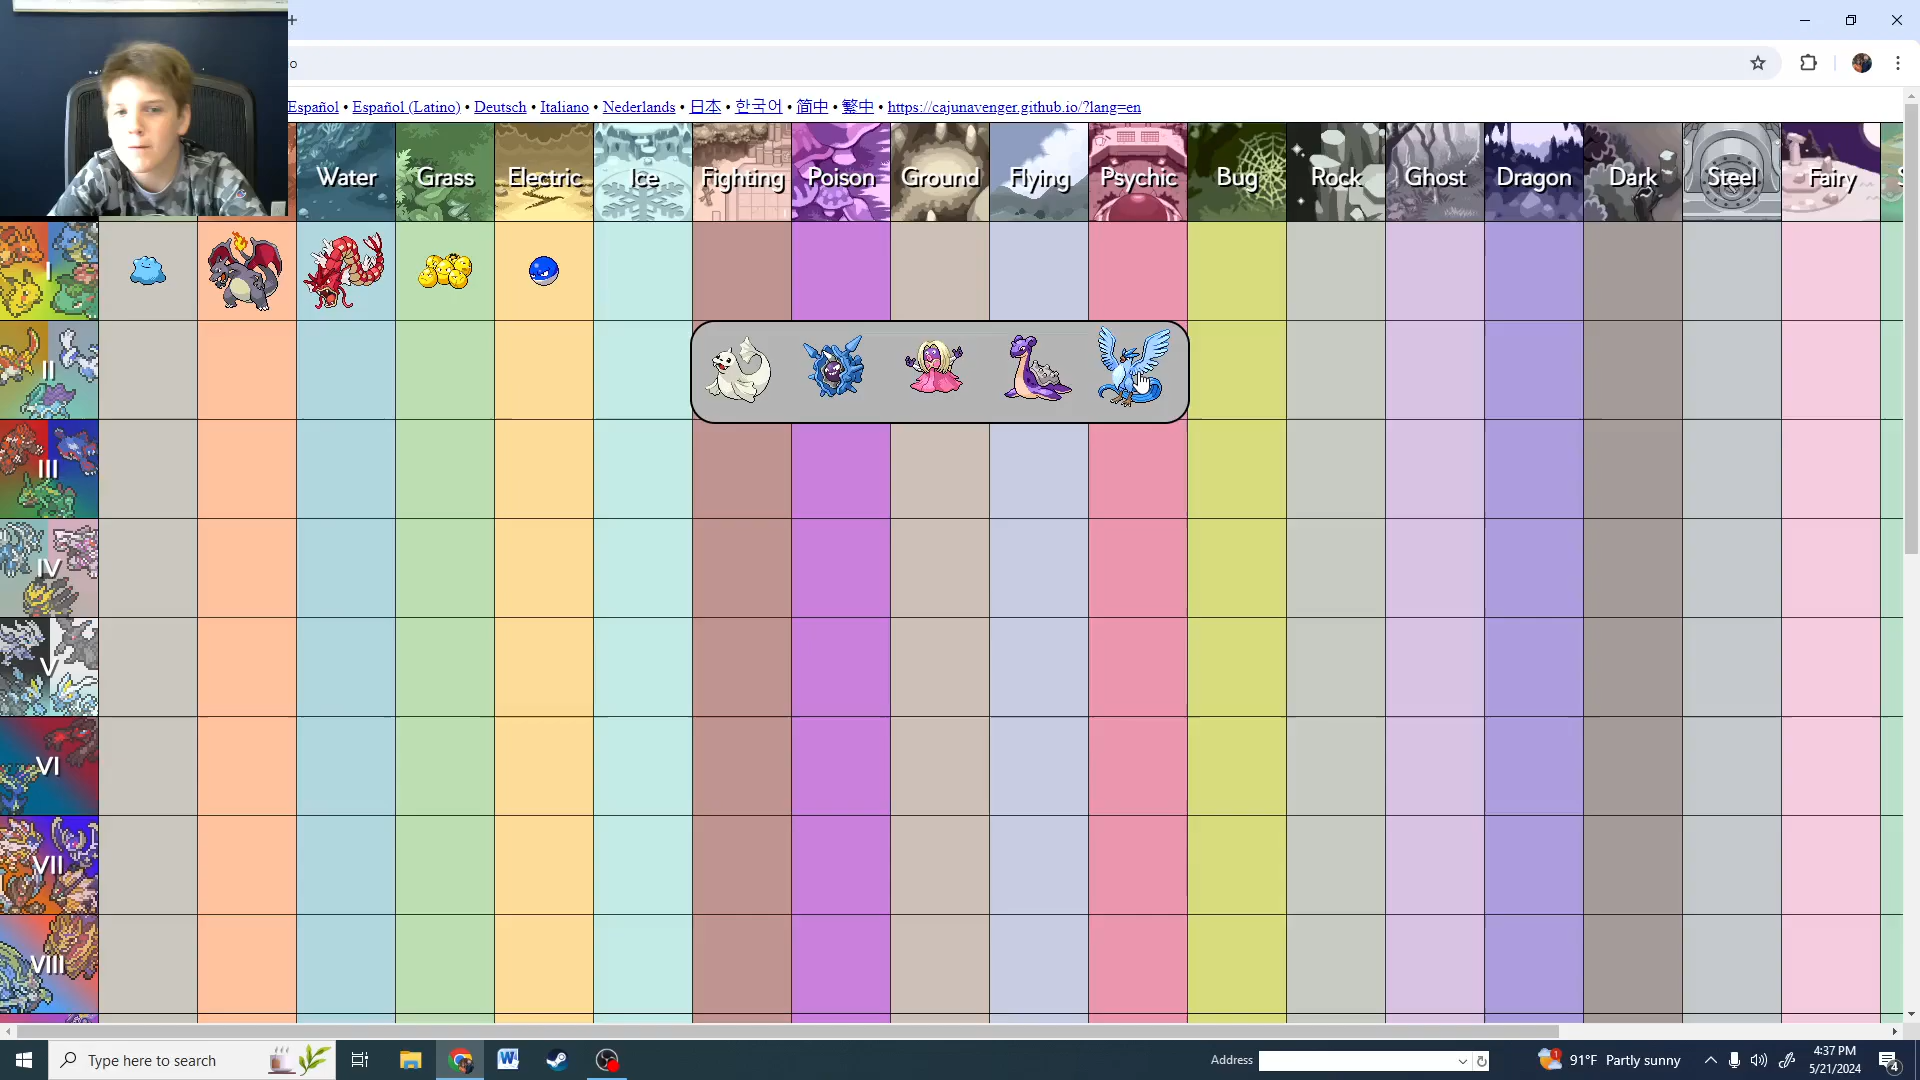 Español • Español (Latino) • Deutsch • Italiano • Nederlands • 日本 • 한국어 • 简中 • 繁中 • https://cajunavenger.github.io/?lang=en
Water Grass Electric Ice Fighting Poison Ground Flying Psychic Bug Rock Ghost Dragon Dark Steel Fairy
I
II
III
IV
V
VI
VII
VIII
Type here to search
Address
91°F Partly sunny
4:37 PM
5/21/2024
4